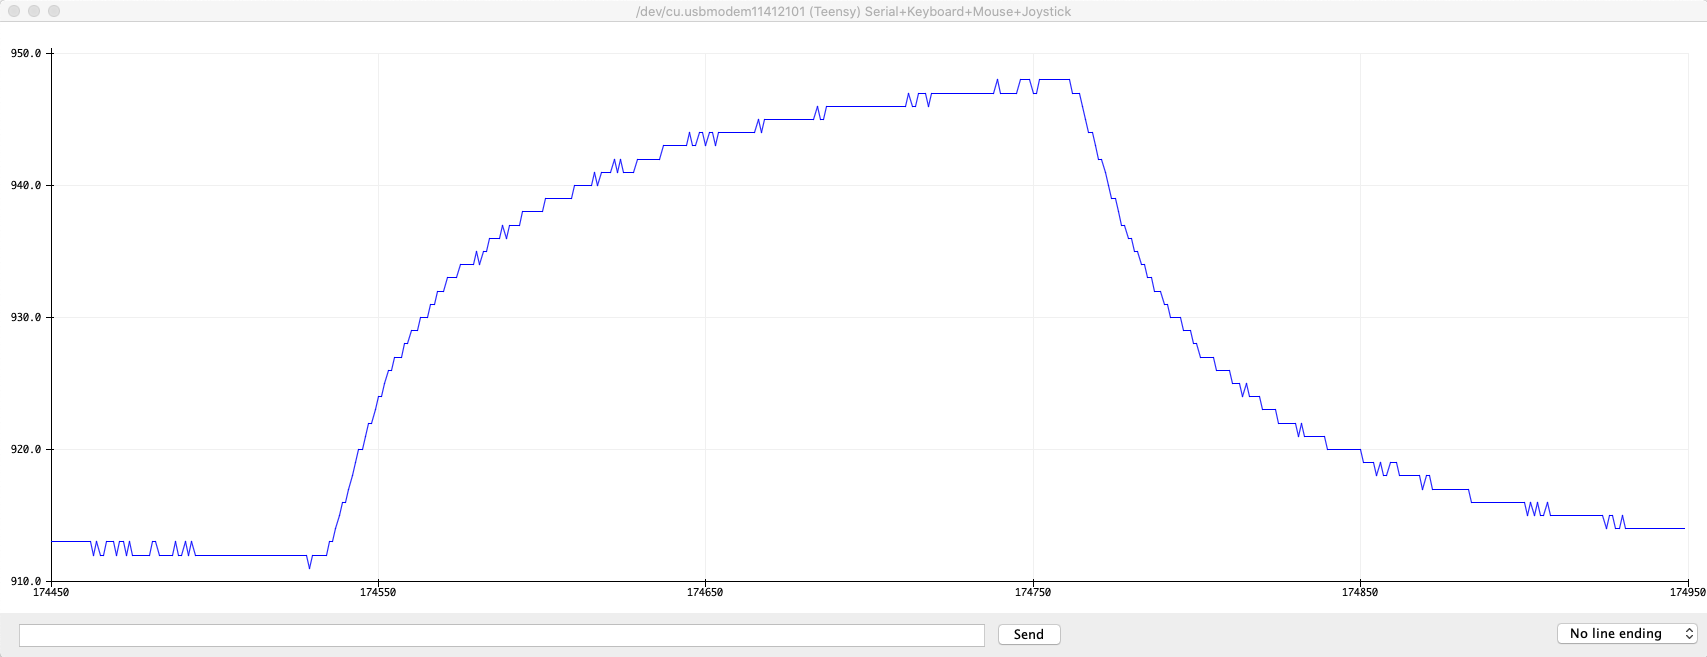 /dev/cu.usbmodem11412101 (Teensy) Serial+Keyboard+Mouse+Joystick
950.0
940.0
930.0
920.0
910.0
174450 174550 174650 174750 174850 174950
Send
No line ending